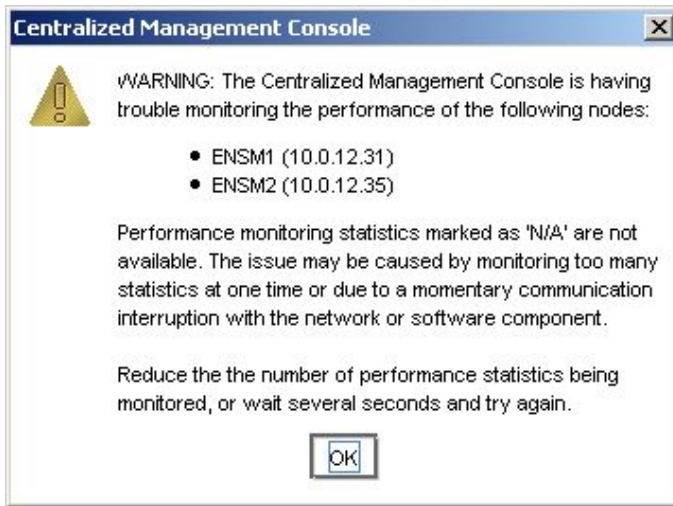 Centralized Management Console
WARNING: The Centralized Management Console is having
trouble monitoring the performance of the following nodes:
• ENSM1 (10.0.12.31)
• ENSM2 (10.0.12.35)
Performance monitoring statistics marked as 'N/A' are not
available. The issue may be caused by monitoring too many
statistics at one time or due to a momentary communication
interruption with the network or software component.
Reduce the the number of performance statistics being
monitored, or wait several seconds and try again.
OK